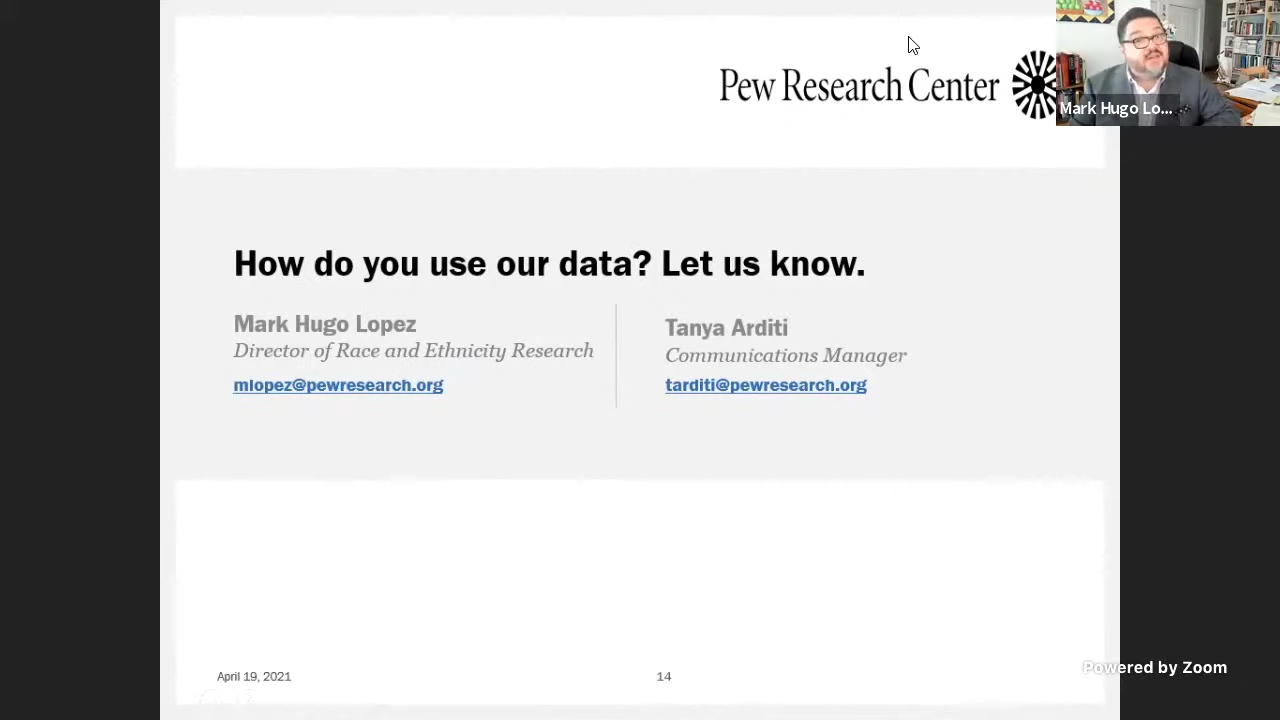 Pew Research Center
Mark Hugo Lo...
How do you use our data? Let us know.
Mark Hugo Lopez
Director of Race and Ethnicity Research
mlopez@pewresearch.org
Tanya Arditi
Communications Manager
tarditi@pewresearch.org
April 19, 2021
14
Powered by Zoom